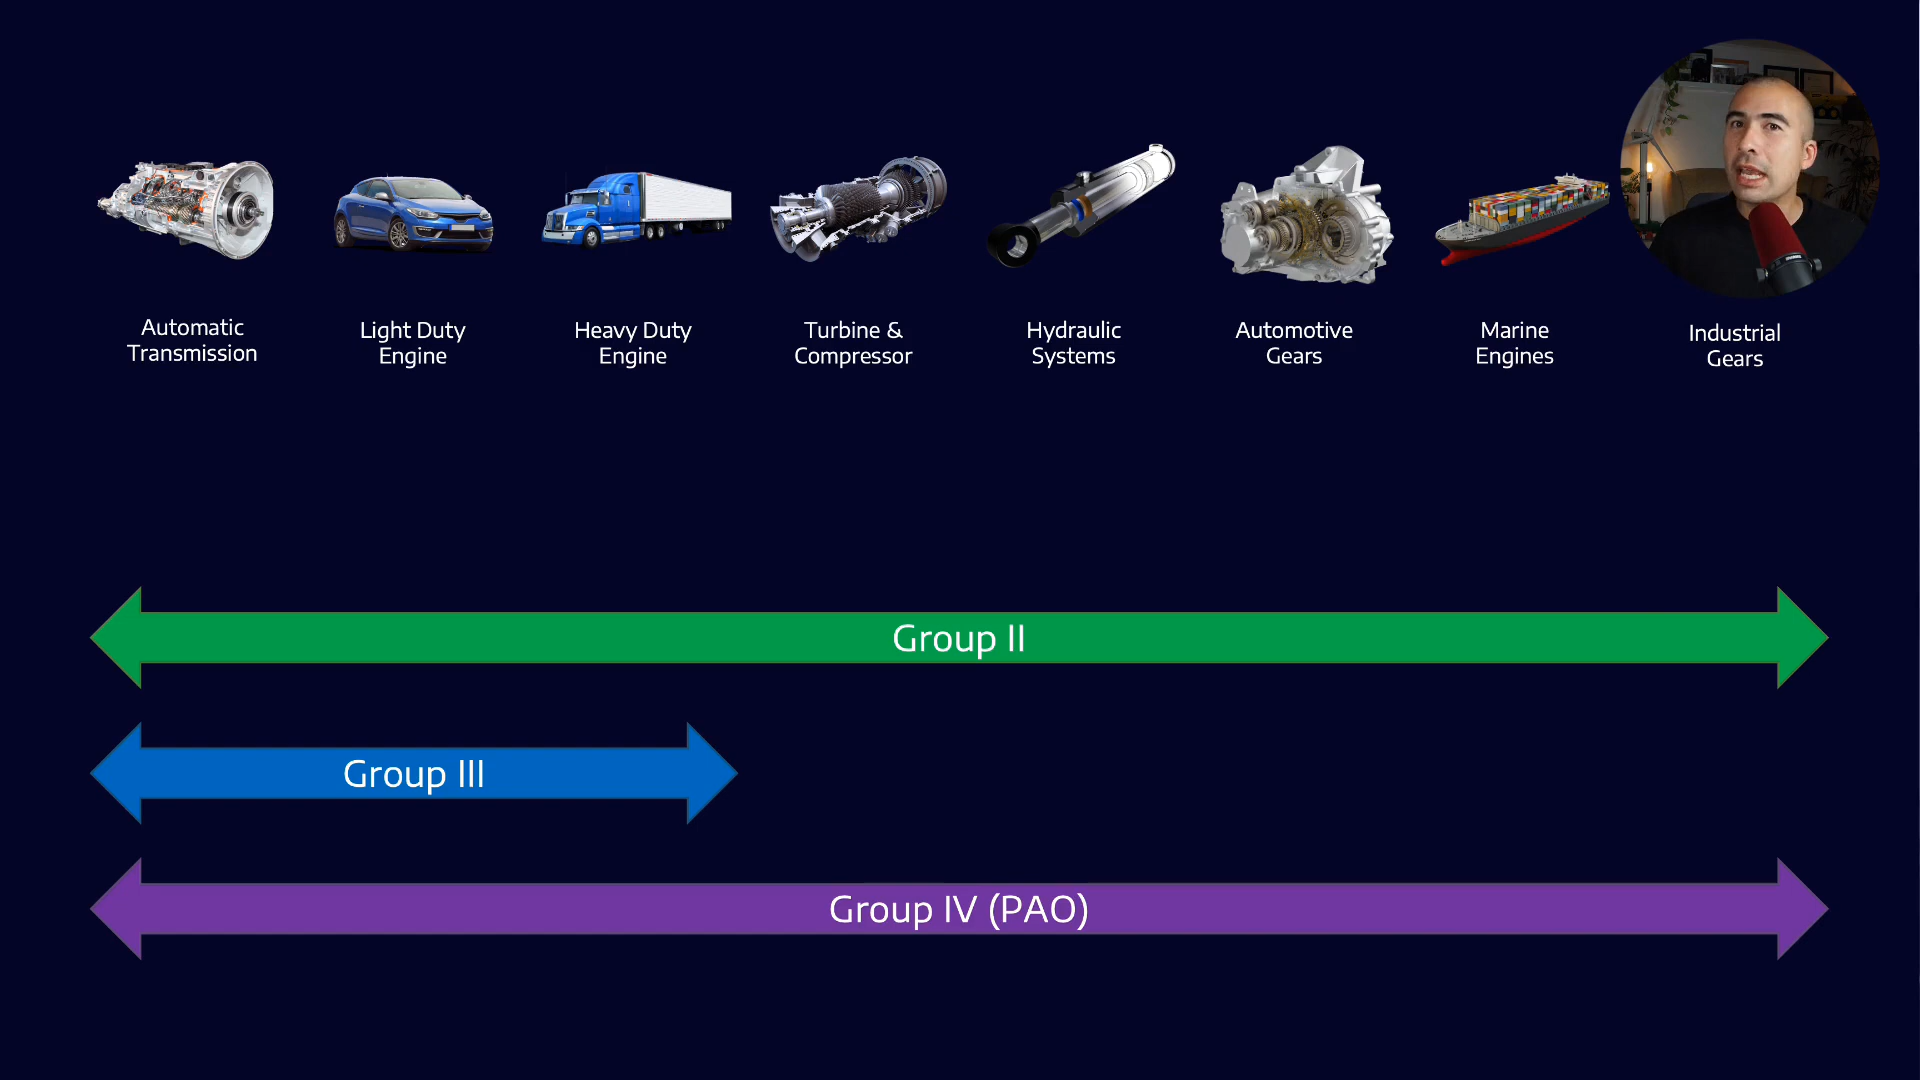 Automatic
Transmission
Light Duty
Engine
Heavy Duty
Engine
Turbine &
Compressor
Hydraulic
Systems
Automotive
Gears
Marine
Engines
Industrial
Gears
Group II
Group III
Group IV (PAO)